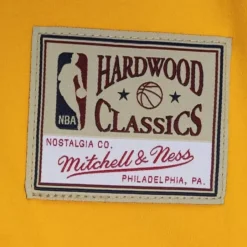 HARDWOOD
CLASSICS
NBA
NOSTALGIA CO.
Mitchell & Ness
PHILADELPHIA, PA.